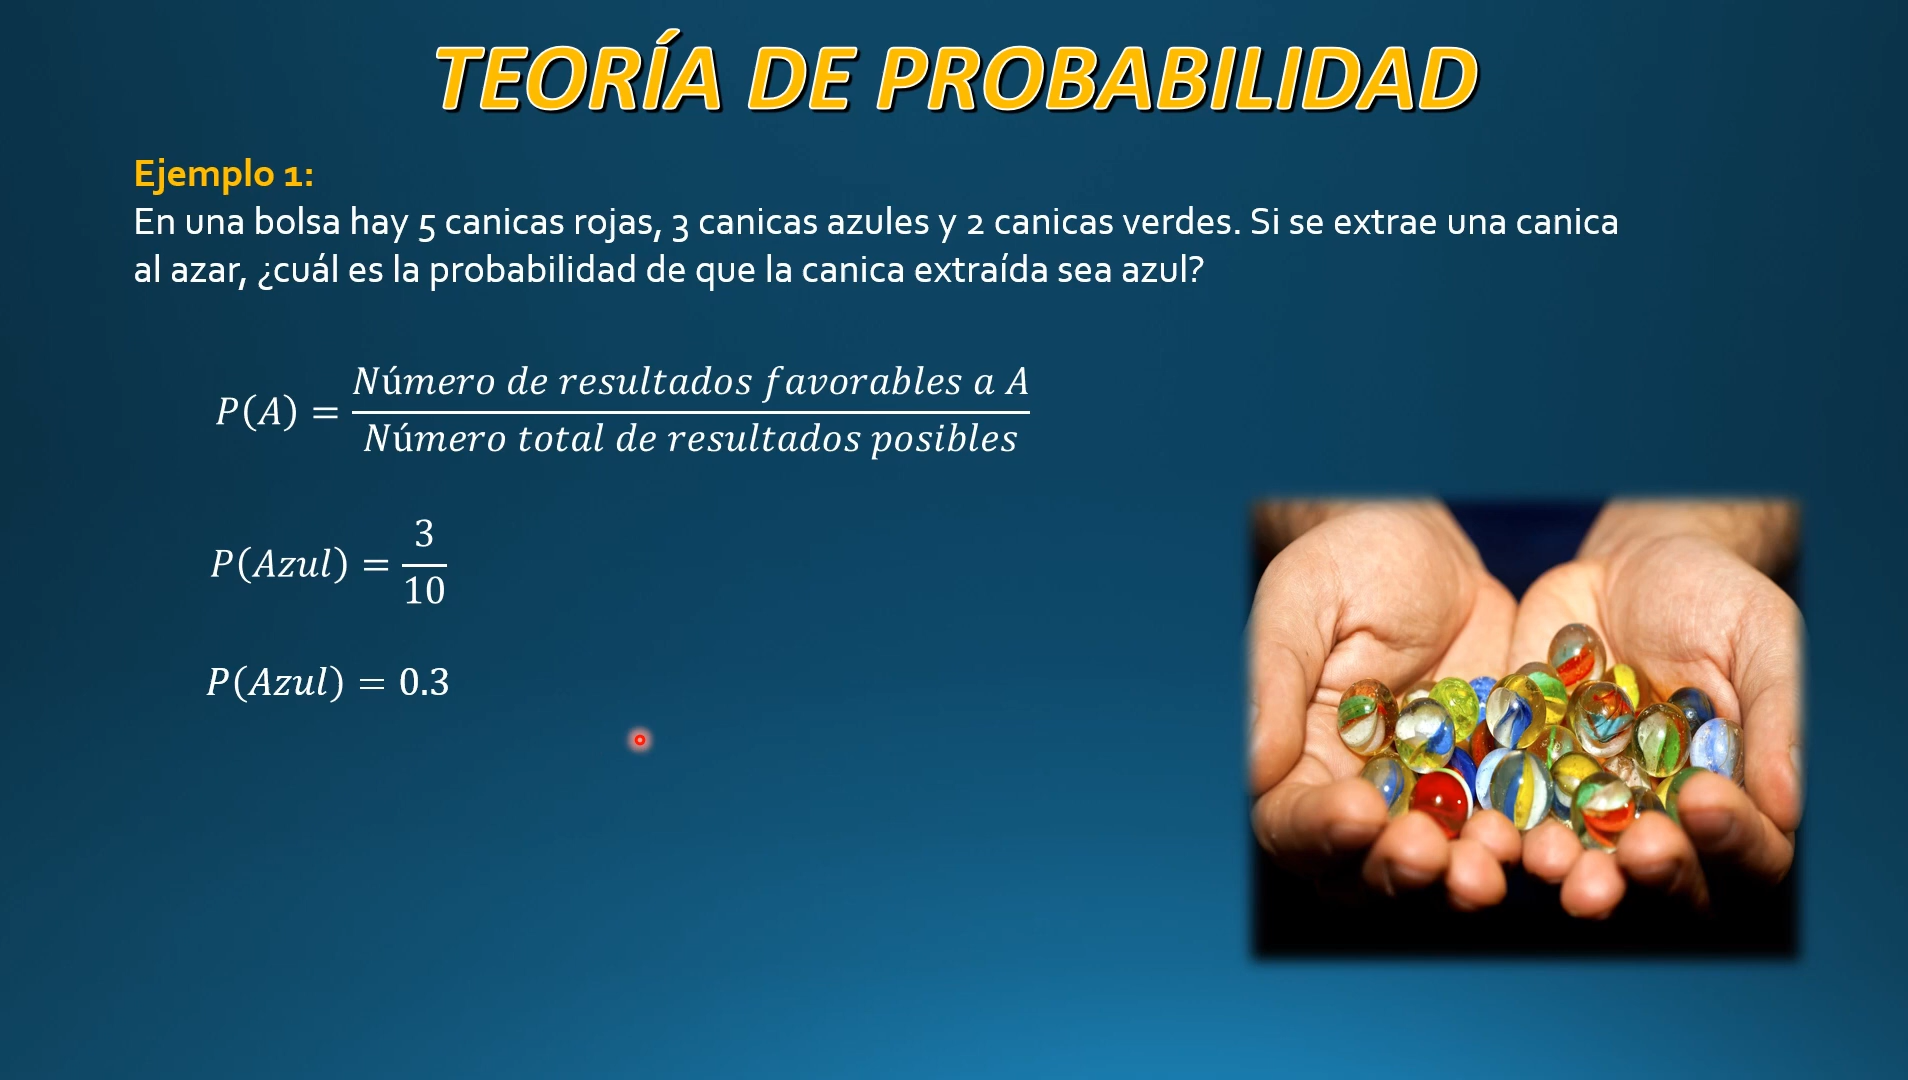 TEORÍA DE PROBABILIDAD
Ejemplo 1:
En una bolsa hay 5 canicas rojas, 3 canicas azules y 2 canicas verdes. Si se extrae una canica
al azar, ¿cuál es la probabilidad de que la canica extraída sea azul?
P(A) = Número de resultados favorables a A / Número total de resultados posibles
P(Azul) = 3/10
P(Azul) = 0.3